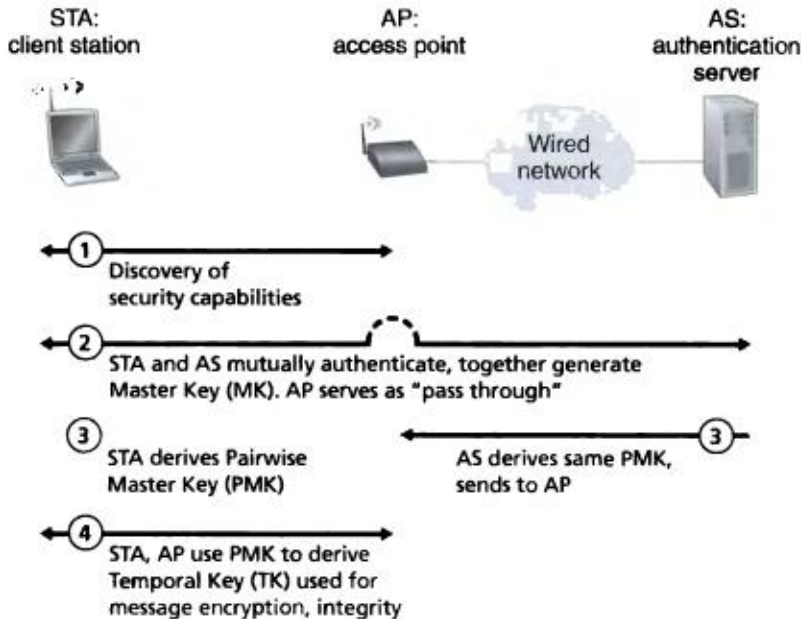 STA:
client station
AP:
access point
AS:
authentication
server
Wired
network
1
Discovery of
security capabilities
2
STA and AS mutually authenticate, together generate
Master Key (MK). AP serves as "pass through"
3
STA derives Pairwise
Master Key (PMK)
3
AS derives same PMK,
sends to AP
4
STA, AP use PMK to derive
Temporal Key (TK) used for
message encryption, integrity